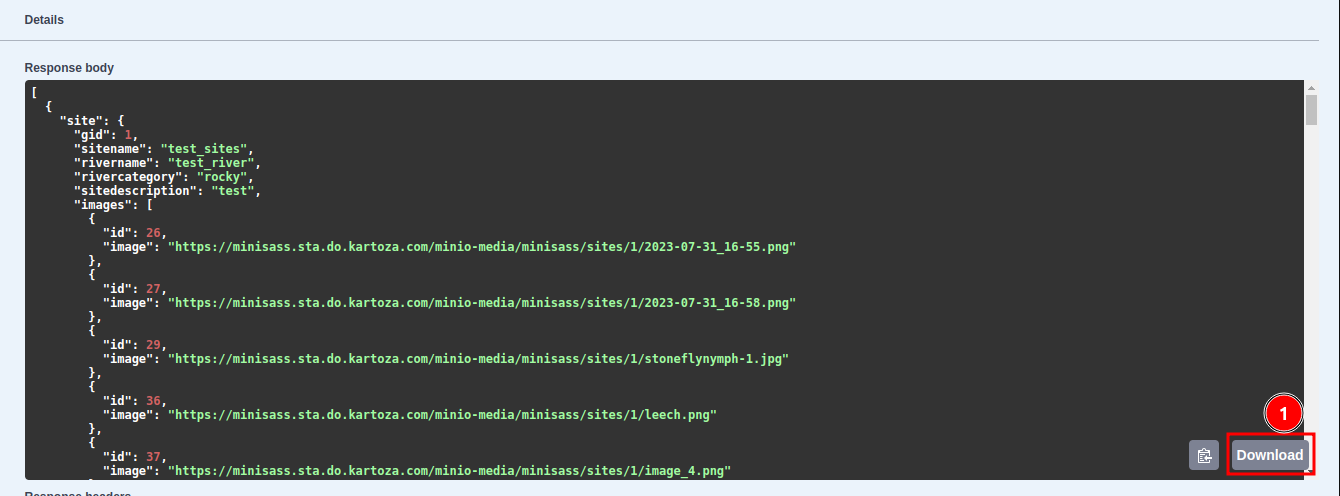 Details
Response body
[
  {
    "site": {
      "gid": 1,
      "sitename": "test_sites",
      "rivername": "test_river",
      "rivercategory": "rocky",
      "sitedescription": "test",
      "images": [
        {
          "id": 26,
          "image": "https://minisass.sta.do.kartoza.com/minio-media/minisass/sites/1/2023-07-31_16-55.png"
        },
        {
          "id": 27,
          "image": "https://minisass.sta.do.kartoza.com/minio-media/minisass/sites/1/2023-07-31_16-58.png"
        },
        {
          "id": 29,
          "image": "https://minisass.sta.do.kartoza.com/minio-media/minisass/sites/1/stoneflynymph-1.jpg"
        },
        {
          "id": 36,
          "image": "https://minisass.sta.do.kartoza.com/minio-media/minisass/sites/1/leech.png"
        },
        {
          "id": 37,
          "image": "https://minisass.sta.do.kartoza.com/minio-media/minisass/sites/1/image_4.png"
1
Download
Response headers